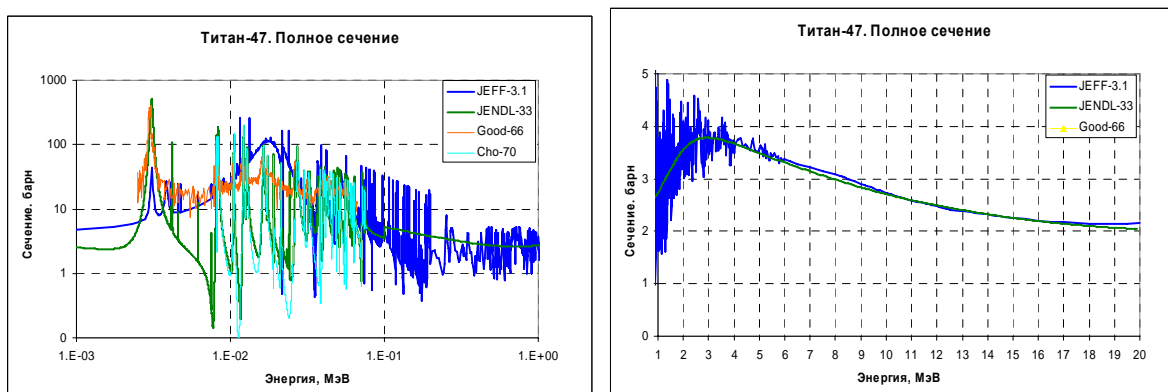 Титан-47. Полное сечение
Сечение. барн
1000
100
10
1
0
1.E-03
1.E-02
1.E-01
1.E+00
Энергия, МэВ
JEFF-3.1
JENDL-33
Good-66
Cho-70
Титан-47. Полное сечение
Сечение. барн
5
4
3
2
1
0
1 2 3 4 5 6 7 8 9 10 11 12 13 14 15 16 17 18 19 20
Энергия, МэВ
JEFF-3.1
JENDL-33
Good-66